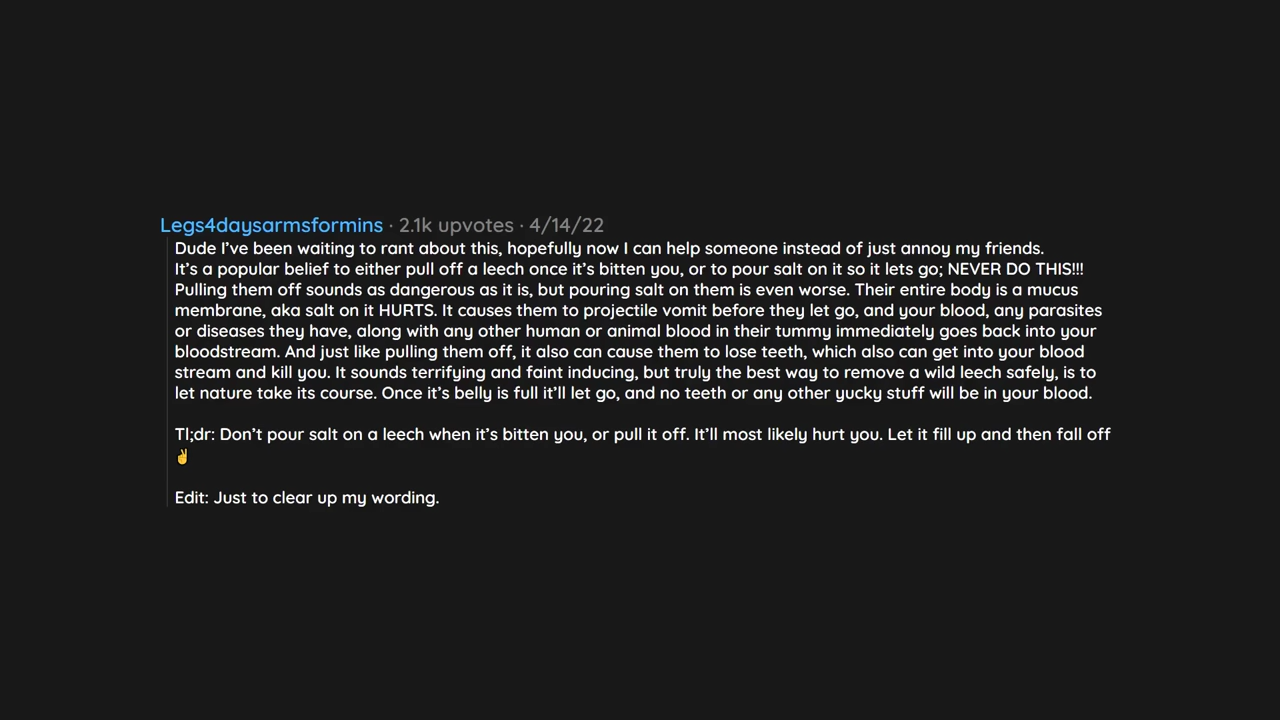 Legs4daysarmsformins · 2.1k upvotes · 4/14/22
Dude I've been waiting to rant about this, hopefully now I can help someone instead of just annoy my friends.
It's a popular belief to either pull off a leech once it's bitten you, or to pour salt on it so it lets go; NEVER DO THIS!!!
Pulling them off sounds as dangerous as it is, but pouring salt on them is even worse. Their entire body is a mucus
membrane, aka salt on it HURTS. It causes them to projectile vomit before they let go, and your blood, any parasites
or diseases they have, along with any other human or animal blood in their tummy immediately goes back into your
bloodstream. And just like pulling them off, it also can cause them to lose teeth, which also can get into your blood
stream and kill you. It sounds terrifying and faint inducing, but truly the best way to remove a wild leech safely, is to
let nature take its course. Once it's belly is full it'll let go, and no teeth or any other yucky stuff will be in your blood.
Tl;dr: Don't pour salt on a leech when it's bitten you, or pull it off. It'll most likely hurt you. Let it fill up and then fall off
✌
Edit: Just to clear up my wording.